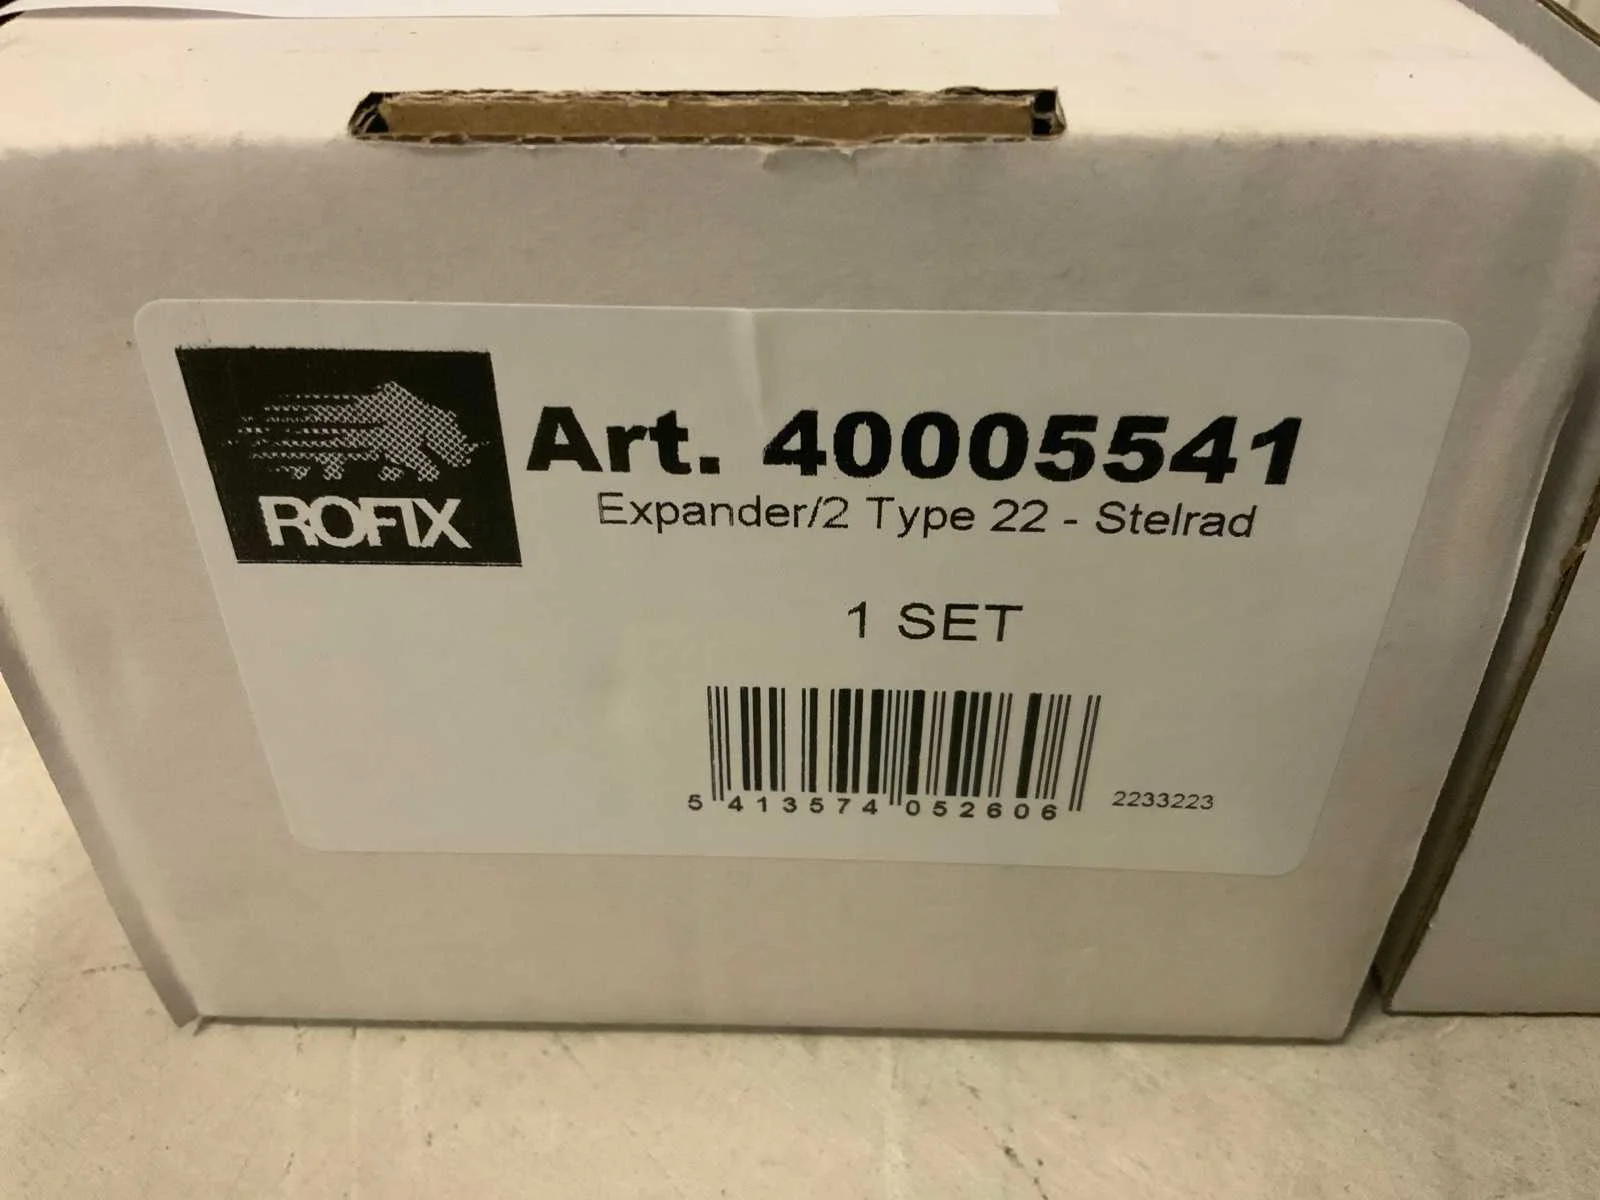 ROFIX
Art. 40005541
Expander/2 Type 22 - Stelrad
1 SET
5 413574 052606
2233223